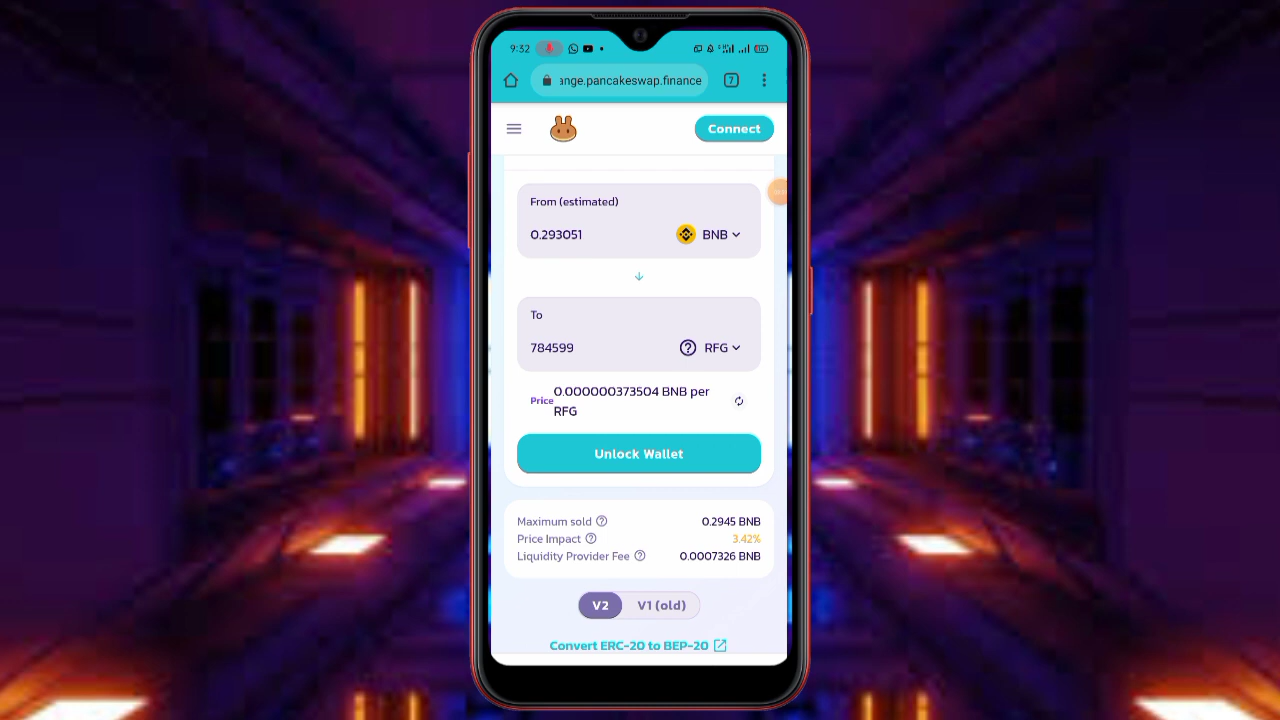 9:32
ange.pancakeswap.finance
7
Connect
From (estimated)
0.293051
BNB
To
784599
RFG
Price
0.000000373504 BNB per
RFG
Unlock Wallet
Maximum sold
0.2945 BNB
Price Impact
3.42%
Liquidity Provider Fee
0.0007326 BNB
V2
V1 (old)
Convert ERC-20 to BEP-20